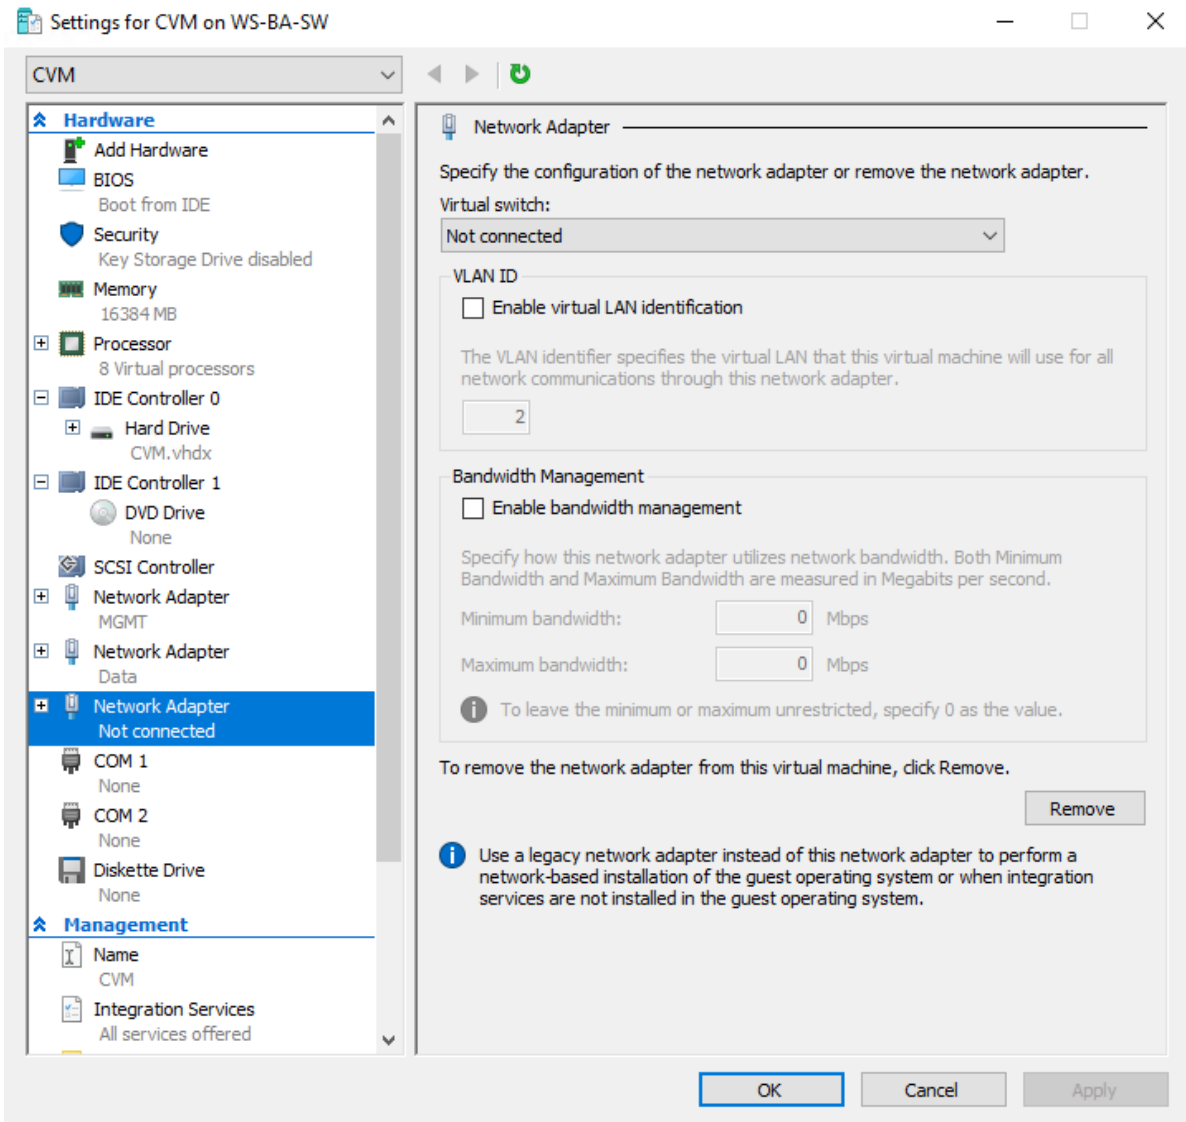 Settings for CVM on WS-BA-SW
CVM
Hardware
Add Hardware
BIOS
Boot from IDE
Security
Key Storage Drive disabled
Memory
16384 MB
Processor
8 Virtual processors
IDE Controller 0
Hard Drive
CVM.vhdx
IDE Controller 1
DVD Drive
None
SCSI Controller
Network Adapter
MGMT
Network Adapter
Data
Network Adapter
Not connected
COM 1
None
COM 2
None
Diskette Drive
None
Management
Name
CVM
Integration Services
All services offered
Network Adapter
Specify the configuration of the network adapter or remove the network adapter.
Virtual switch:
Not connected
VLAN ID
Enable virtual LAN identification
The VLAN identifier specifies the virtual LAN that this virtual machine will use for all
network communications through this network adapter.
2
Bandwidth Management
Enable bandwidth management
Specify how this network adapter utilizes network bandwidth. Both Minimum
Bandwidth and Maximum Bandwidth are measured in Megabits per second.
Minimum bandwidth: 0 Mbps
Maximum bandwidth: 0 Mbps
To leave the minimum or maximum unrestricted, specify 0 as the value.
To remove the network adapter from this virtual machine, click Remove.
Remove
Use a legacy network adapter instead of this network adapter to perform a
network-based installation of the guest operating system or when integration
services are not installed in the guest operating system.
OK Cancel Apply